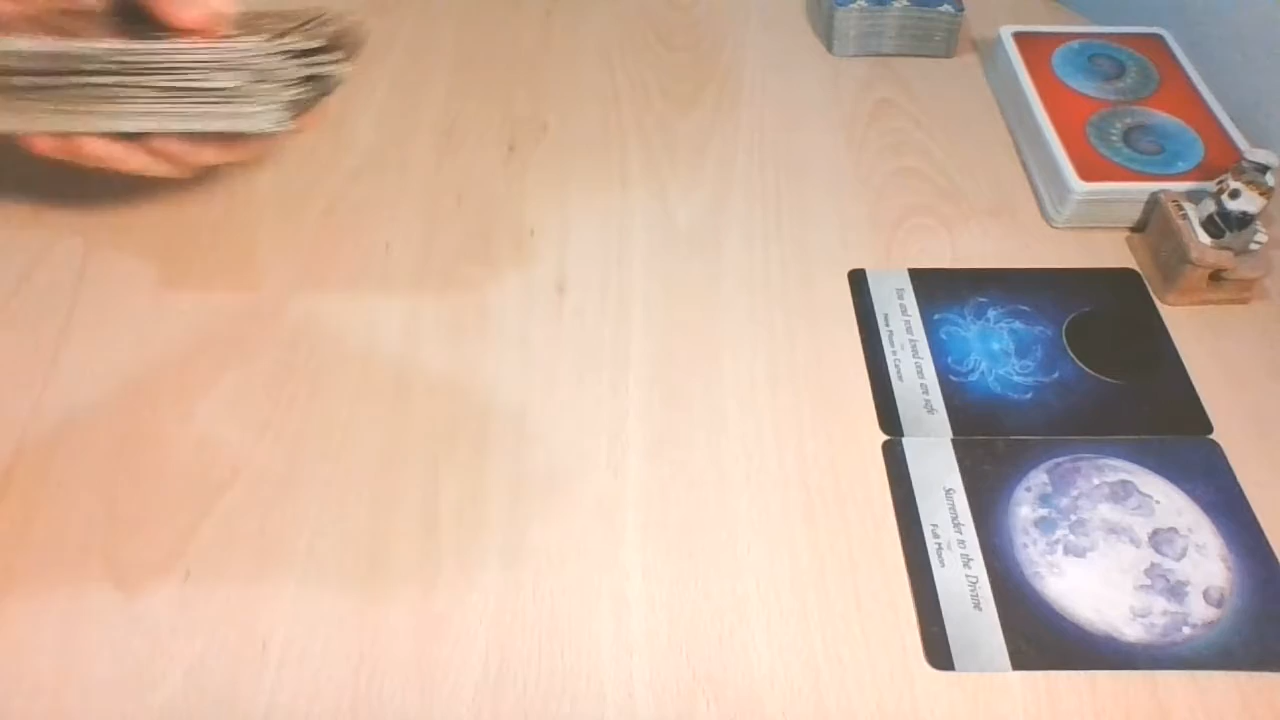 You and your loved ones are safe
New Moon in Cancer
Surrender to the Divine
Full Moon